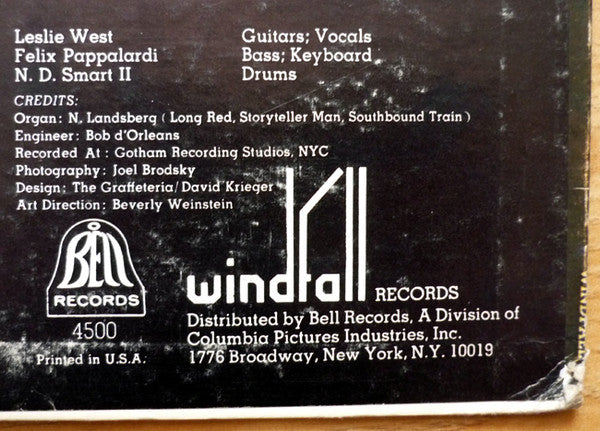 Leslie West Guitars; Vocals
Felix Pappalardi Bass; Keyboard
N. D. Smart II Drums
CREDITS:
Organ: N. Landsberg (Long Red, Storyteller Man, Southbound Train)
Engineer: Bob d'Orleans
Recorded At: Gotham Recording Studios, NYC
Photography: Joel Brodsky
Design: The Graffeteria/David Krieger
Art Direction: Beverly Weinstein
BELL
RECORDS
4500
Printed in U.S.A.
windfall RECORDS
Distributed by Bell Records, A Division of
Columbia Pictures Industries, Inc.
1776 Broadway, New York, N.Y. 10019